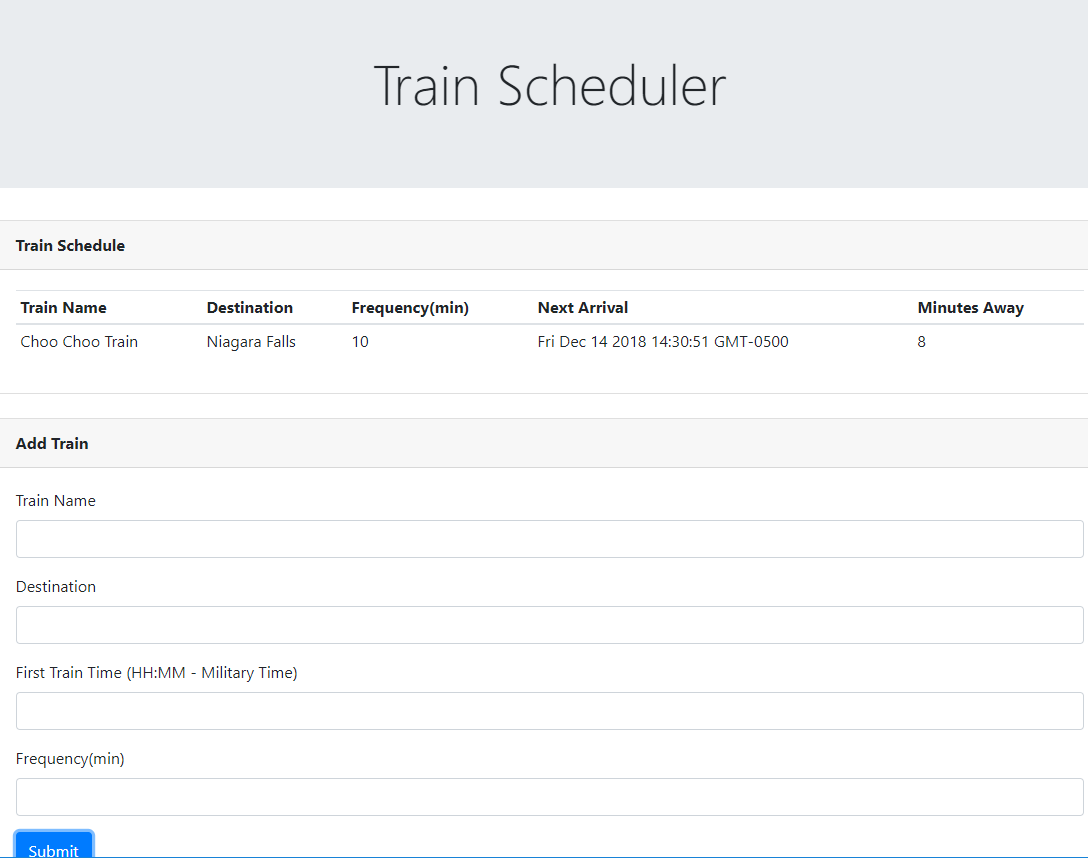 Train Scheduler
Train Schedule
Train Name Destination Frequency(min) Next Arrival Minutes Away
Choo Choo Train Niagara Falls 10 Fri Dec 14 2018 14:30:51 GMT-0500 8
Add Train
Train Name
Destination
First Train Time (HH:MM - Military Time)
Frequency(min)
Submit